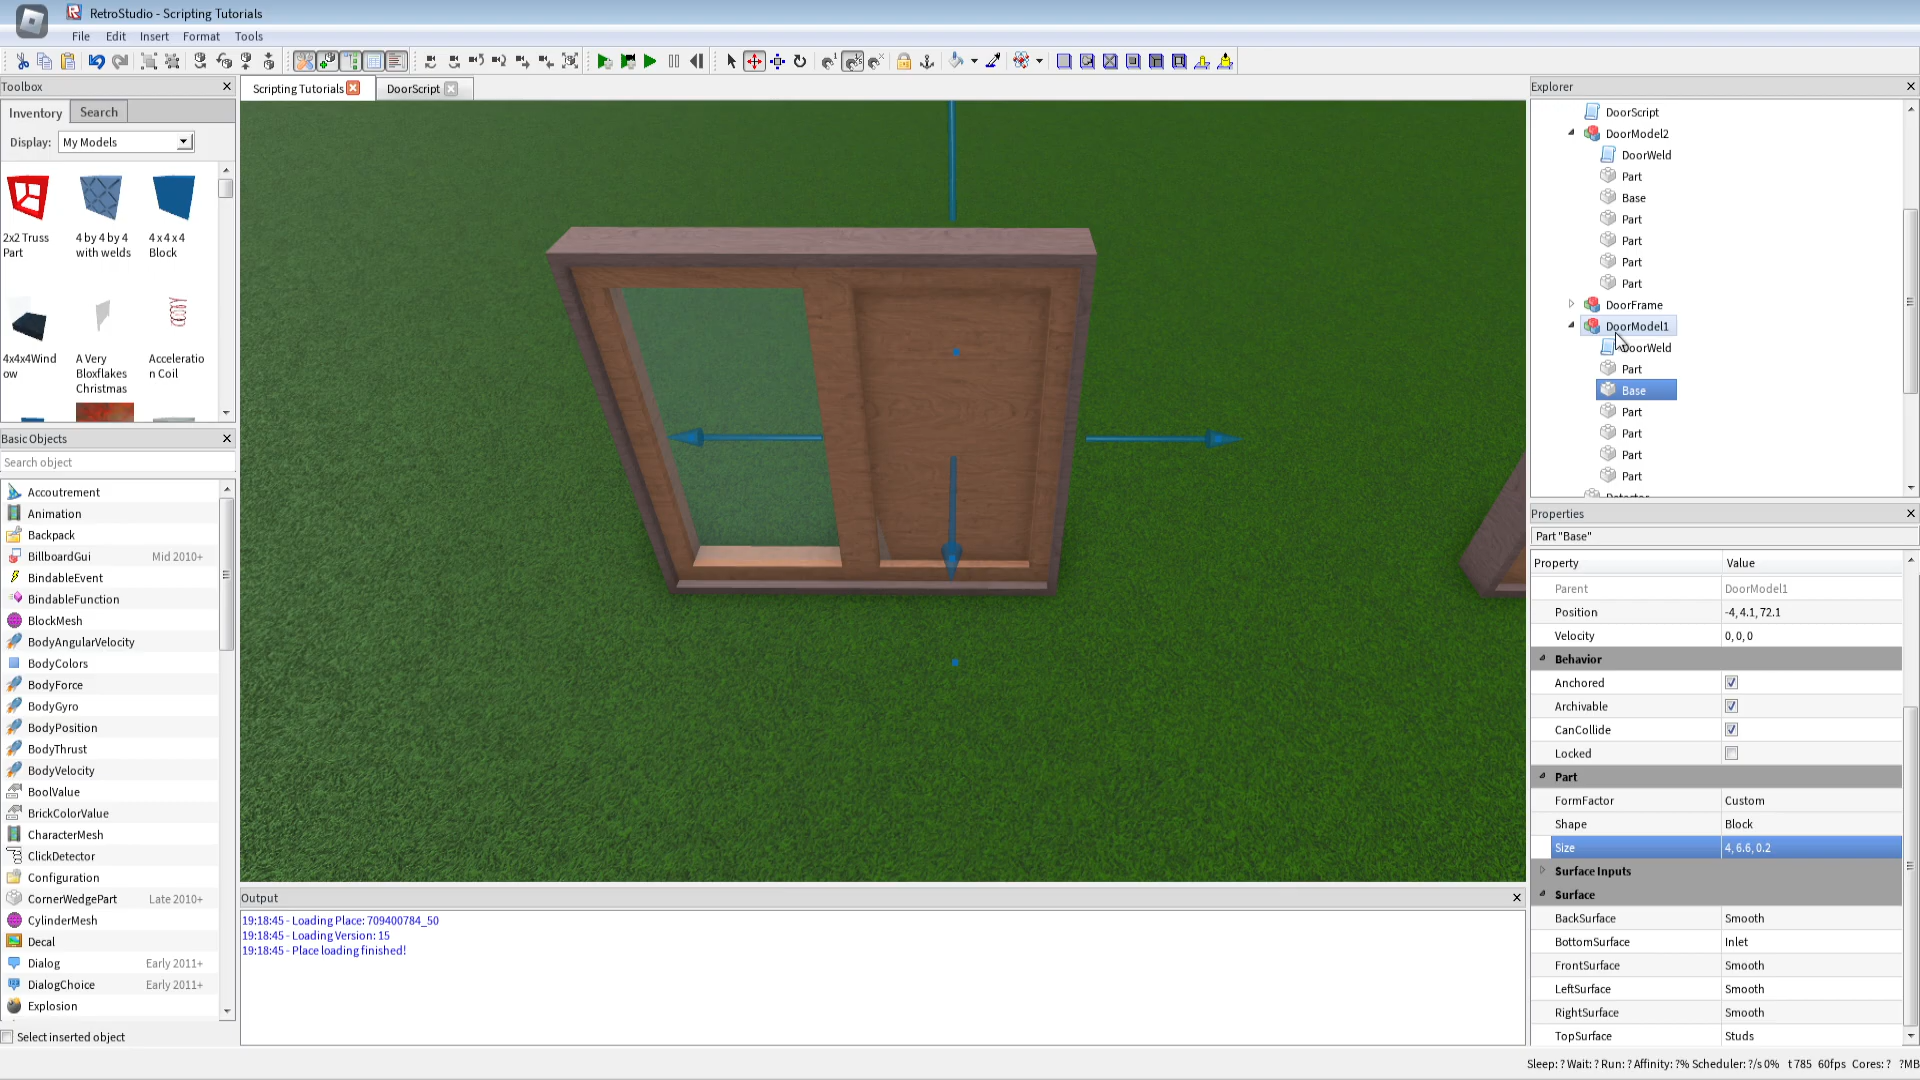 RetroStudio - Scripting Tutorials
File Edit Insert Format Tools
Toolbox
Inventory Search
Display: My Models
2x2 Truss Part
4 by 4 by 4 with welds
4 x 4 x 4 Block
4x4x4Wind ow
A Very Bloxflakes Christmas
Acceleratio n Coil
Basic Objects
Search object
Accoutrement
Animation
Backpack
BillboardGui Mid 2010+
BindableEvent
BindableFunction
BlockMesh
BodyAngularVelocity
BodyColors
BodyForce
BodyGyro
BodyPosition
BodyThrust
BodyVelocity
BoolValue
BrickColorValue
CharacterMesh
ClickDetector
Configuration
CornerWedgePart Late 2010+
CylinderMesh
Decal
Dialog Early 2011+
DialogChoice Early 2011+
Explosion
Select inserted object
Scripting Tutorials
DoorScript
Output
19:18:45 - Loading Place: 709400784_50
19:18:45 - Loading Version: 15
19:18:45 - Place loading finished!
Explorer
DoorScript
DoorModel2
DoorWeld
Part
Base
Part
Part
Part
Part
DoorFrame
DoorModel1
DoorWeld
Part
Base
Part
Part
Part
Part
Properties
Part "Base"
Property Value
Parent DoorModel1
Position -4, 4.1, 72.1
Velocity 0, 0, 0
Behavior
Anchored
Archivable
CanCollide
Locked
Part
FormFactor Custom
Shape Block
Size 4, 6.6, 0.2
Surface Inputs
Surface
BackSurface Smooth
BottomSurface Inlet
FrontSurface Smooth
LeftSurface Smooth
RightSurface Smooth
TopSurface Studs
Sleep: ? Wait: ? Run: ? Affinity: ?% Scheduler: ?/s 0% t 785 60fps Cores: ? ?MB